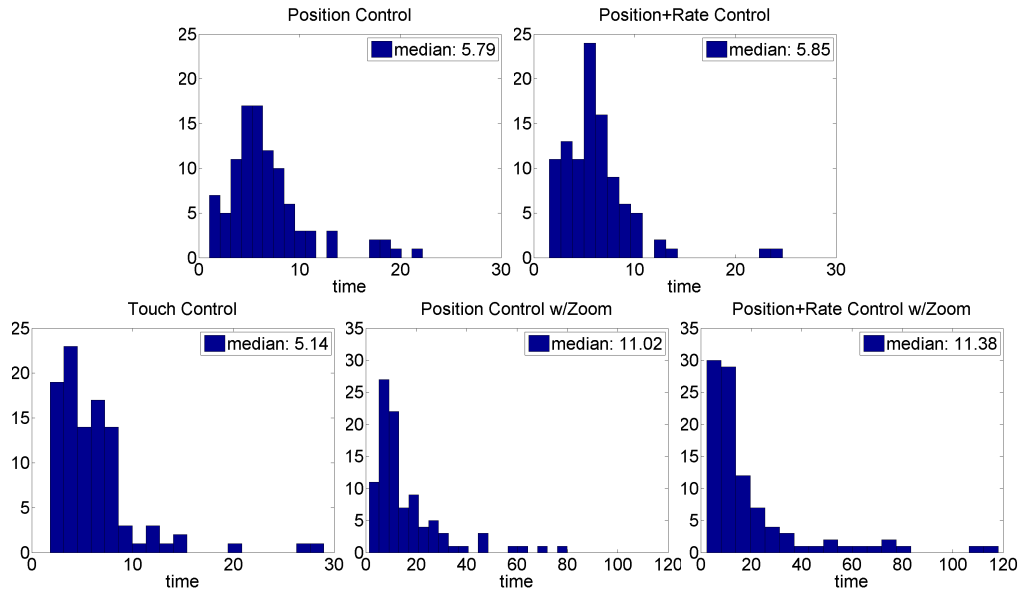 Position Control
Position+Rate Control
25
20
15
10
5
0
median: 5.79
0 10 20 30
time
25
20
15
10
5
0
median: 5.85
0 10 20 30
time
Touch Control
Position Control w/Zoom
Position+Rate Control w/Zoom
25
20
15
10
5
0
median: 5.14
0 10 20 30
time
35
30
25
20
15
10
5
0
median: 11.02
0 20 40 60 80 100 120
time
35
30
25
20
15
10
5
0
median: 11.38
0 20 40 60 80 100 120
time